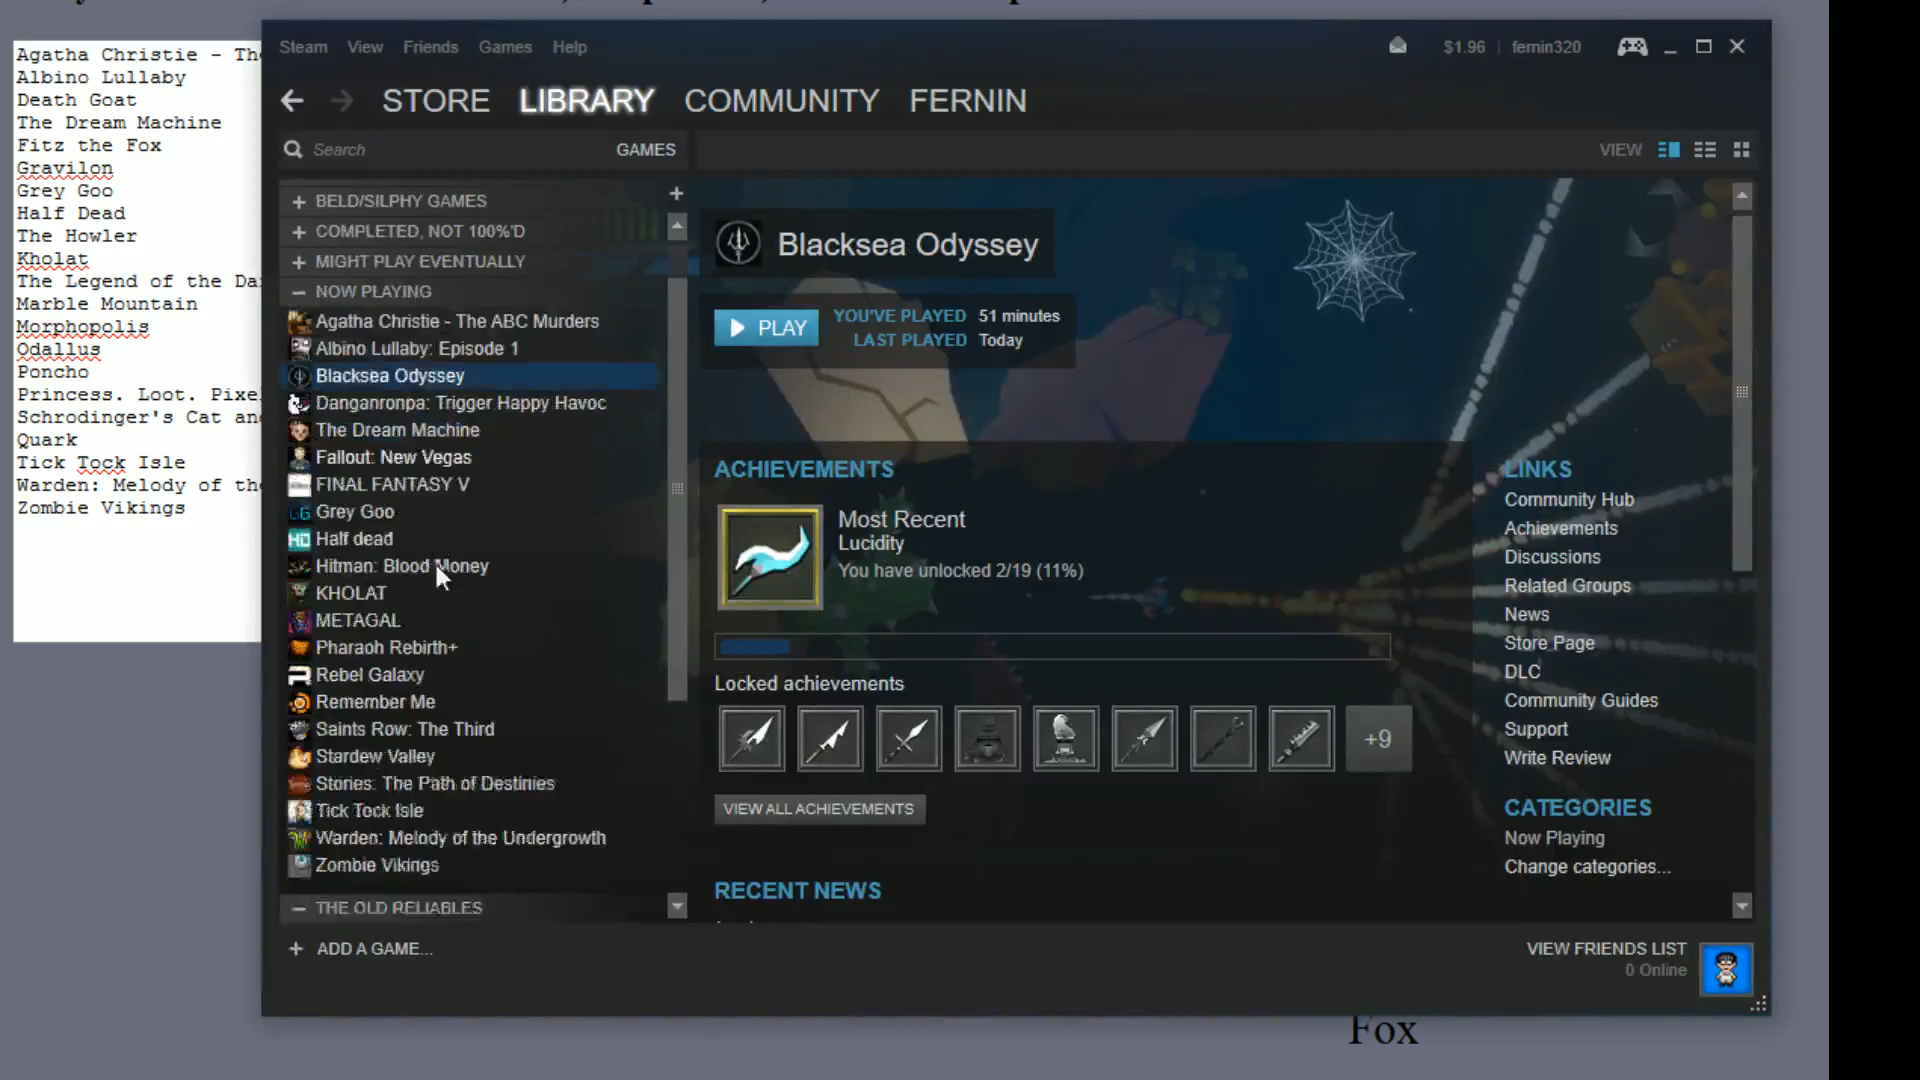 Agatha Christie - The
Albino Lullaby
Death Goat
The Dream Machine
Fitz the Fox
Gravilon
Grey Goo
Half Dead
The Howler
Kholat
The Legend of the Da
Marble Mountain
Morphopolis
Odallus
Poncho
Princess. Loot. Pixel
Schrodinger's Cat and
Quark
Tick Tock Isle
Warden: Melody of the
Zombie Vikings
Steam View Friends Games Help
$1.96 | fernin320
STORE LIBRARY COMMUNITY FERNIN
Search GAMES
VIEW
+ BELD/SILPHY GAMES
+ COMPLETED, NOT 100%'D
+ MIGHT PLAY EVENTUALLY
– NOW PLAYING
Agatha Christie - The ABC Murders
Albino Lullaby: Episode 1
Blacksea Odyssey
Danganronpa: Trigger Happy Havoc
The Dream Machine
Fallout: New Vegas
FINAL FANTASY V
Grey Goo
Half dead
Hitman: Blood Money
KHOLAT
METAGAL
Pharaoh Rebirth+
Rebel Galaxy
Remember Me
Saints Row: The Third
Stardew Valley
Stories: The Path of Destinies
Tick Tock Isle
Warden: Melody of the Undergrowth
Zombie Vikings
– THE OLD RELIABLES
+ ADD A GAME...
Blacksea Odyssey
PLAY
YOU'VE PLAYED 51 minutes
LAST PLAYED Today
ACHIEVEMENTS
Most Recent
Lucidity
You have unlocked 2/19 (11%)
Locked achievements
+9
VIEW ALL ACHIEVEMENTS
RECENT NEWS
LINKS
Community Hub
Achievements
Discussions
Related Groups
News
Store Page
DLC
Community Guides
Support
Write Review
CATEGORIES
Now Playing
Change categories...
VIEW FRIENDS LIST
0 Online
Fox